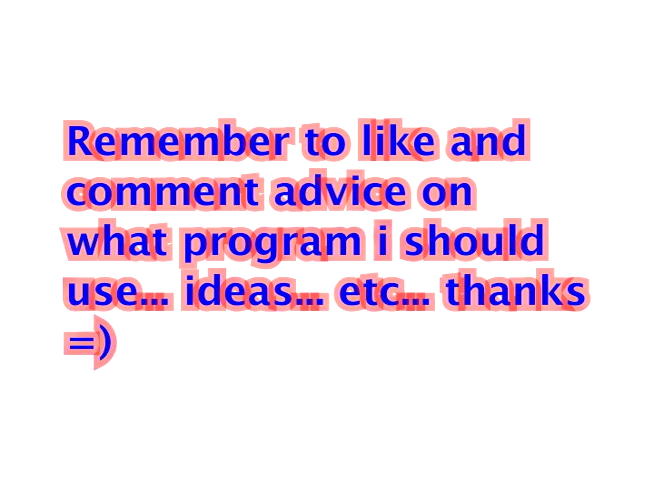 Remember to like and
comment advice on
what program i should
use... ideas... etc... thanks
=)